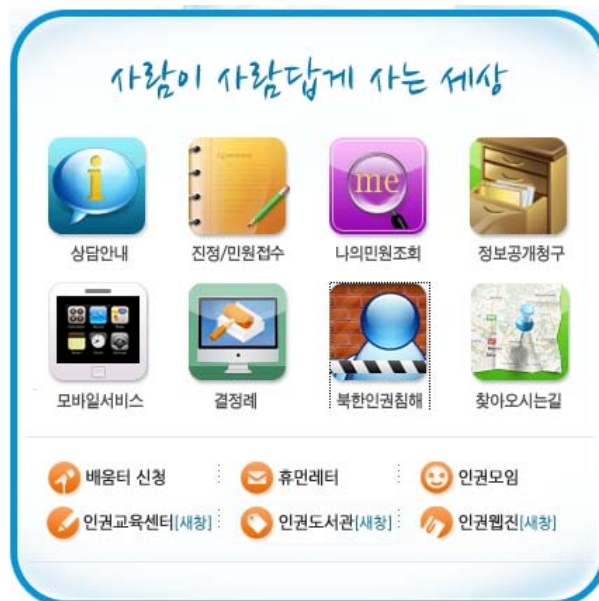 사람이 사람답게 사는 세상
i
me
상담안내 진정/민원접수 나의민원조회 정보공개청구
모바일서비스 결정례 북한인권침해 찾아오시는길
배움터 신청 휴먼레터 인권모임
인권교육센터[새창] 인권도서관[새창] 인권웹진[새창]